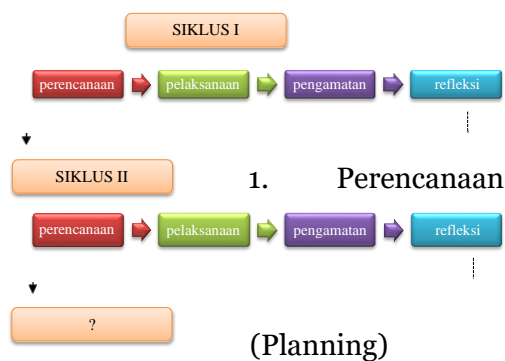 SIKLUS I
perencanaan pelaksanaan pengamatan refleksi
SIKLUS II
1. Perencanaan
perencanaan pelaksanaan pengamatan refleksi
?
(Planning)